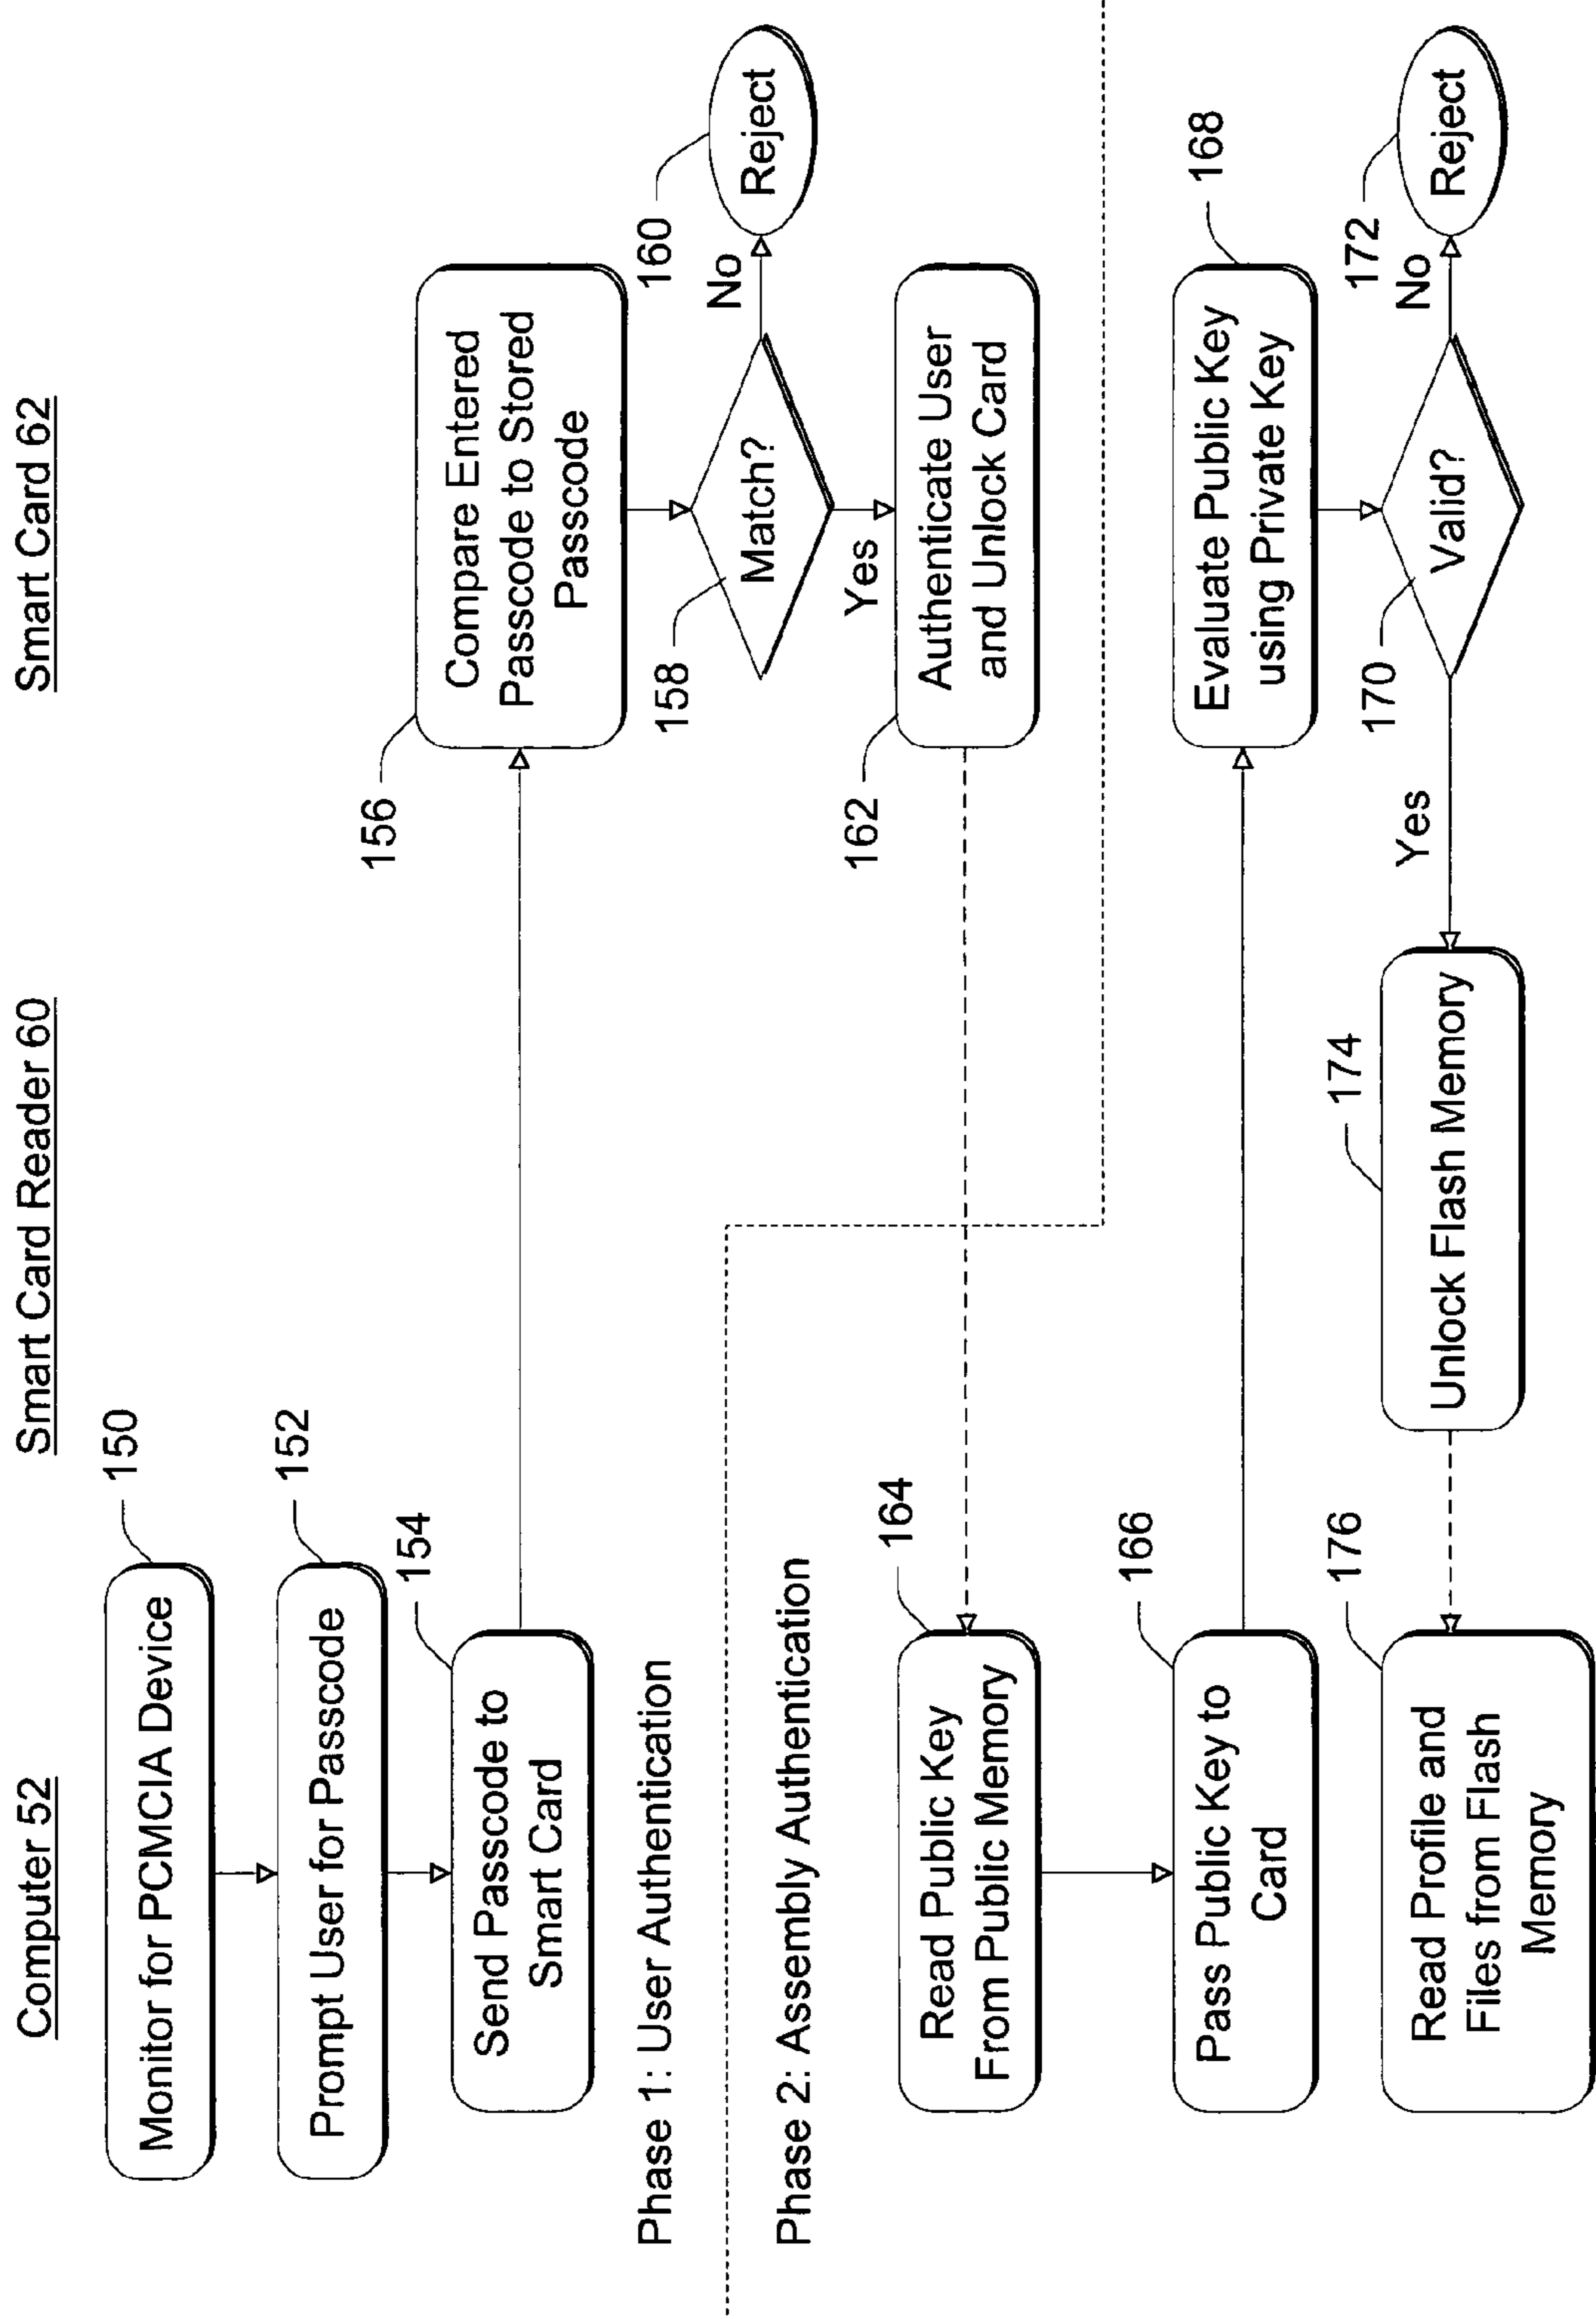 Computer 52
Smart Card Reader 60
Smart Card 62
150
Monitor for PCMCIA Device
152
Prompt User for Passcode
154
Send Passcode to
Smart Card
156
Compare Entered
Passcode to Stored
Passcode
158
Match?
No
160
Reject
Yes
162
Authenticate User
and Unlock Card
Phase 1: User Authentication
Phase 2: Assembly Authentication
164
Read Public Key
From Public Memory
166
Pass Public Key to
Card
168
Evaluate Public Key
using Private Key
170
Valid?
No
172
Reject
Yes
174
Unlock Flash Memory
176
Read Profile and
Files from Flash
Memory